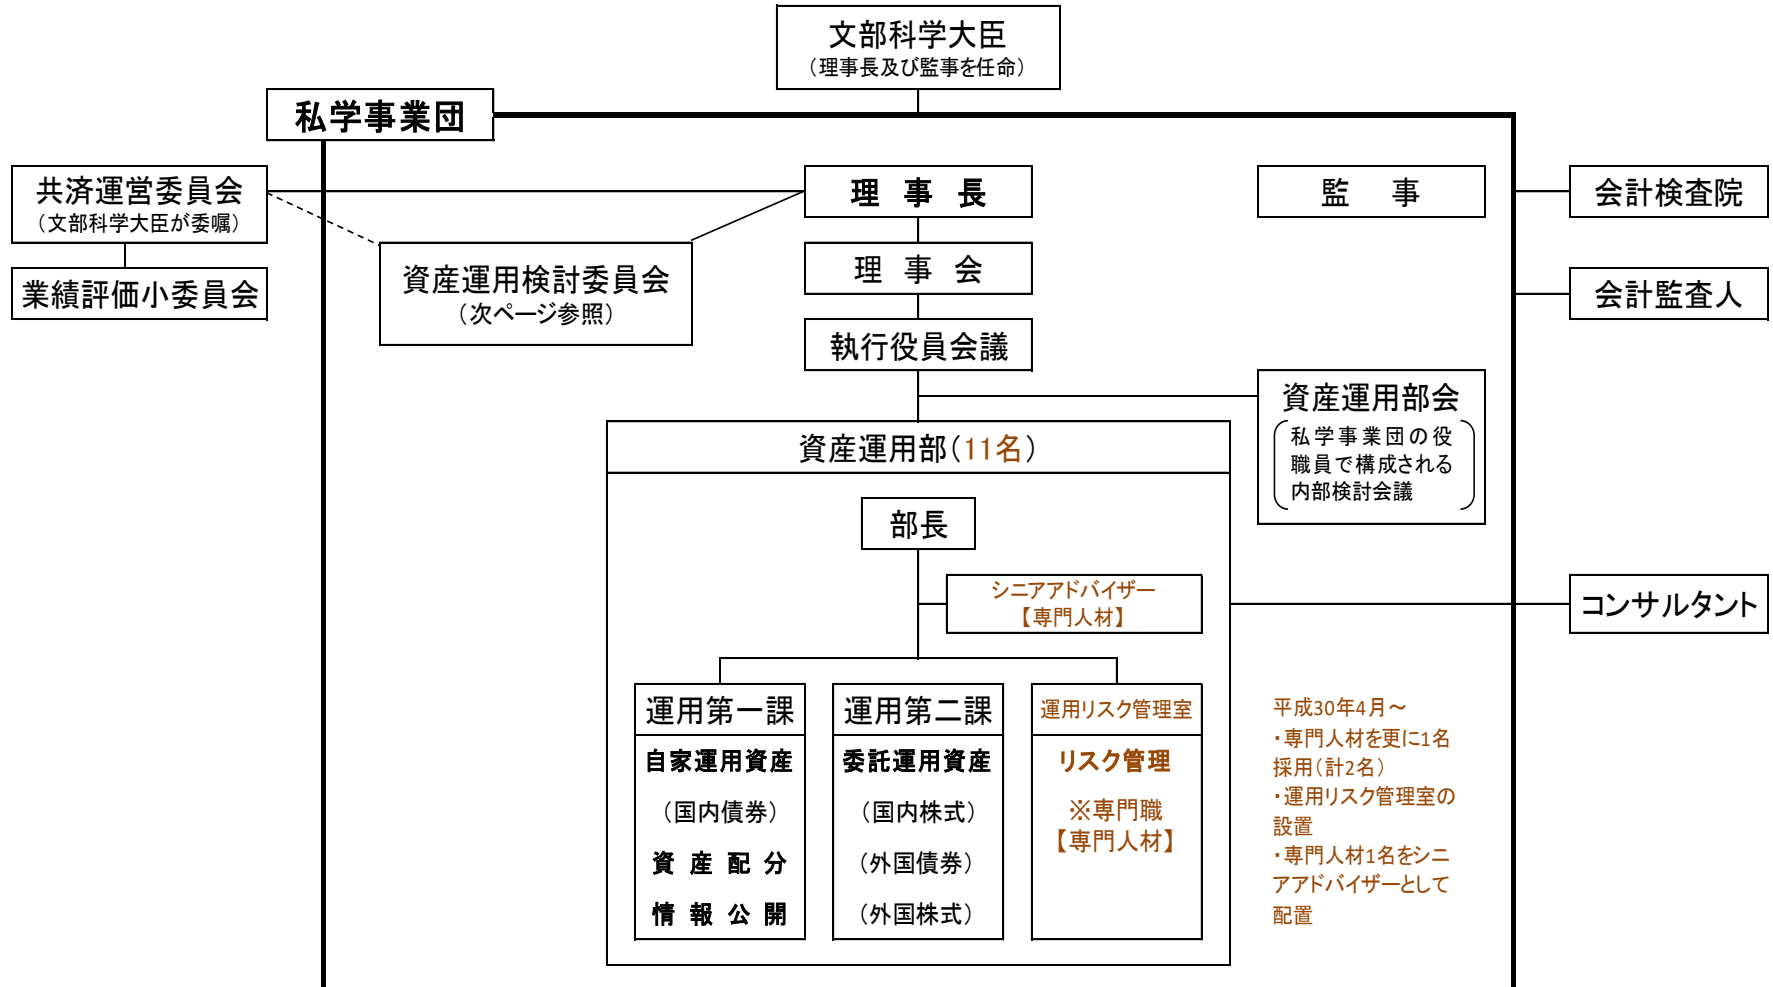 文部科学大臣
（理事長及び監事を任命）
私学事業団
共済運営委員会
（文部科学大臣が委嘱）
業績評価小委員会
資産運用検討委員会
（次ページ参照）
理　事　長
理　事　会
執行役員会議
監　　事
会計検査院
会計監査人
資産運用部会
私学事業団の役
職員で構成される
内部検討会議
資産運用部（11名）
部長
シニアアドバイザー
【専門人材】
コンサルタント
運用第一課
自家運用資産
（国内債券）
資　産　配　分
情　報　公　開
運用第二課
委託運用資産
（国内株式）
（外国債券）
（外国株式）
運用リスク管理室
リスク管理
※専門職
【専門人材】
平成30年4月～
・専門人材を更に1名
採用（計2名）
・運用リスク管理室の
設置
・専門人材1名をシニ
アアドバイザーとして
配置